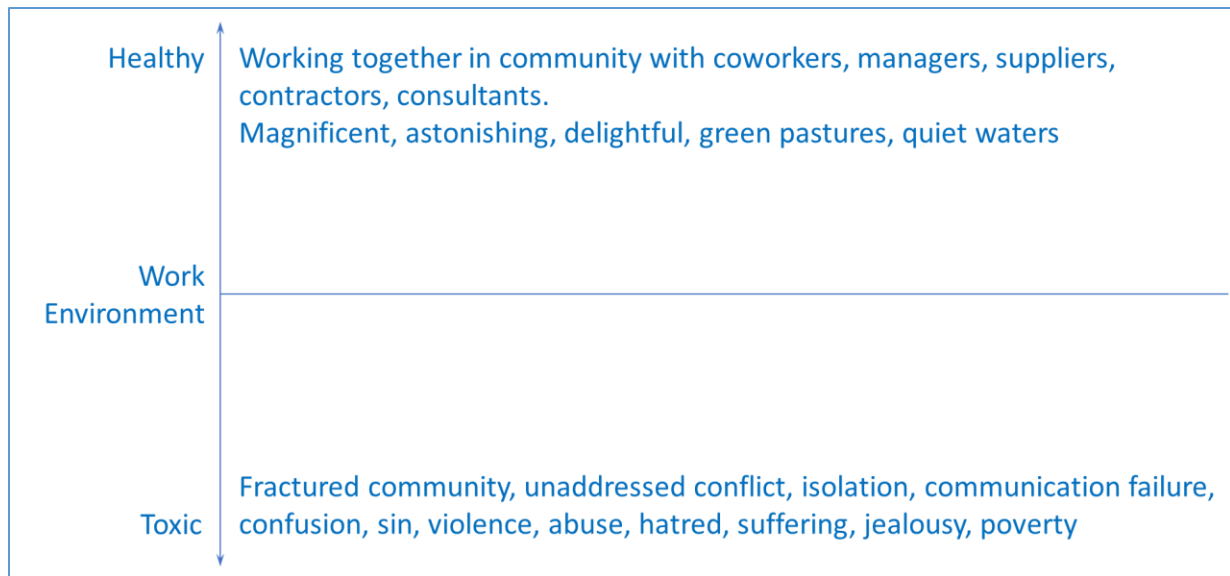 Healthy
Working together in community with coworkers, managers, suppliers,
contractors, consultants.
Magnificent, astonishing, delightful, green pastures, quiet waters
Work
Environment
Fractured community, unaddressed conflict, isolation, communication failure,
Toxic
confusion, sin, violence, abuse, hatred, suffering, jealousy, poverty